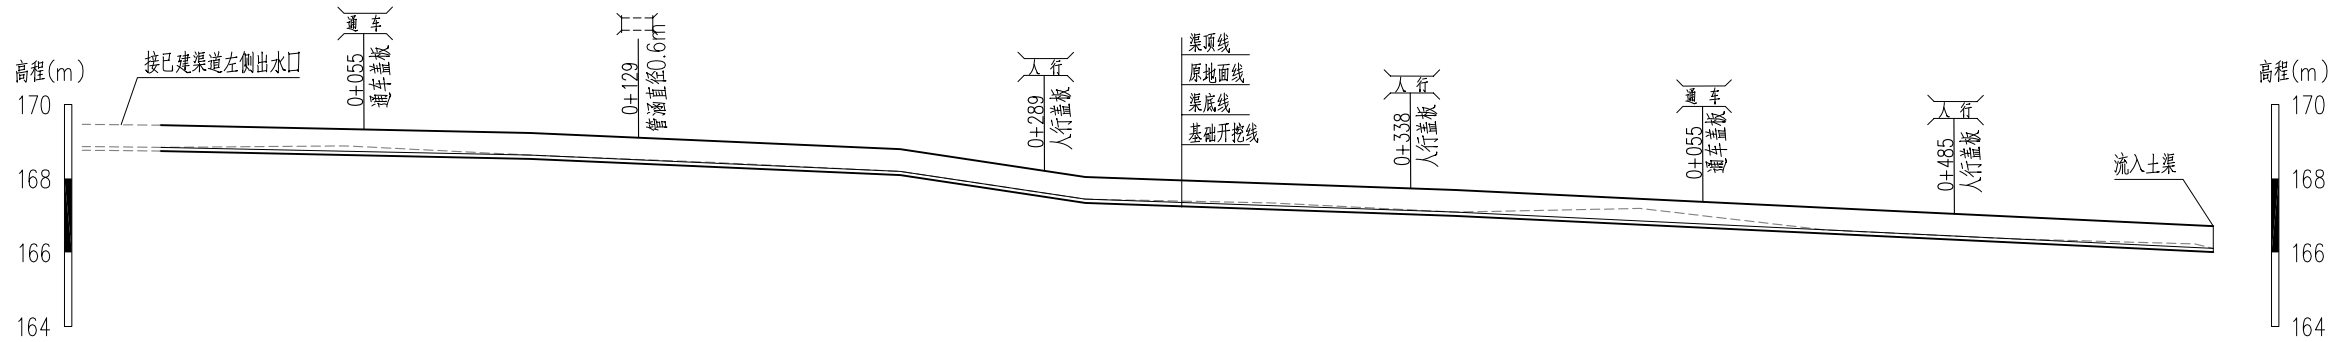 高程(m)
170
168
166
164
接已建渠道左侧出水口
通 车
0+055
通车盖板
0+129
管涵直径0.6m
人 行
0+289
人行盖板
渠顶线
原地面线
渠底线
基础开挖线
人 行
0+338
人行盖板
通 车
0+055
通车盖板
人 行
0+485
人行盖板
流入土渠
高程(m)
170
168
166
164